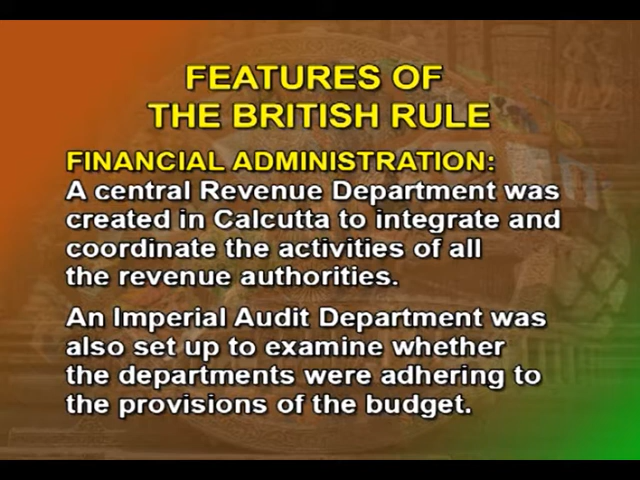 FEATURES OF
THE BRITISH RULE
FINANCIAL ADMINISTRATION:
A central Revenue Department was
created in Calcutta to integrate and
coordinate the activities of all
the revenue authorities.
An Imperial Audit Department was
also set up to examine whether
the departments were adhering to
the provisions of the budget.